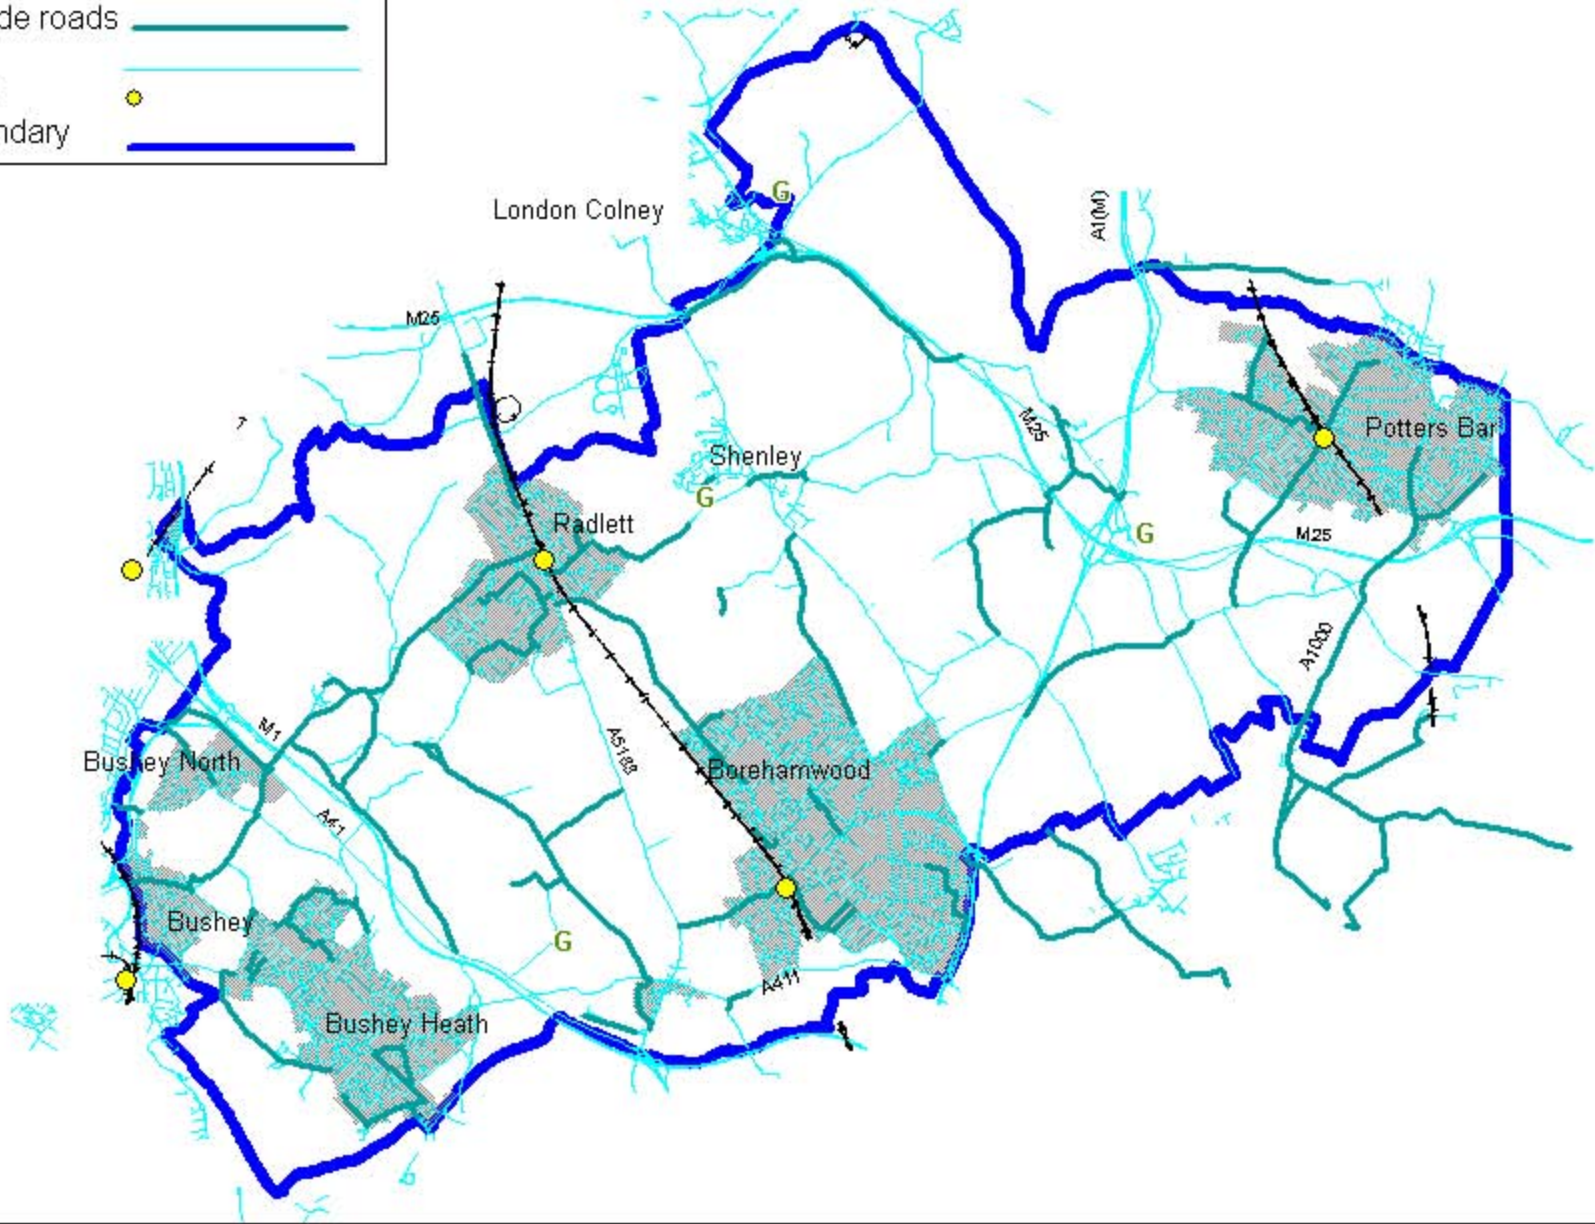 de roads
ndary
G
London Colney
A1(M)
M25
7
M25
Potters Bar
Shenley
G
Radlett
G
M25
A1000
M1
Bushey North
A5183
Borehamwood
A41
Bushey
G
A411
Bushey Heath